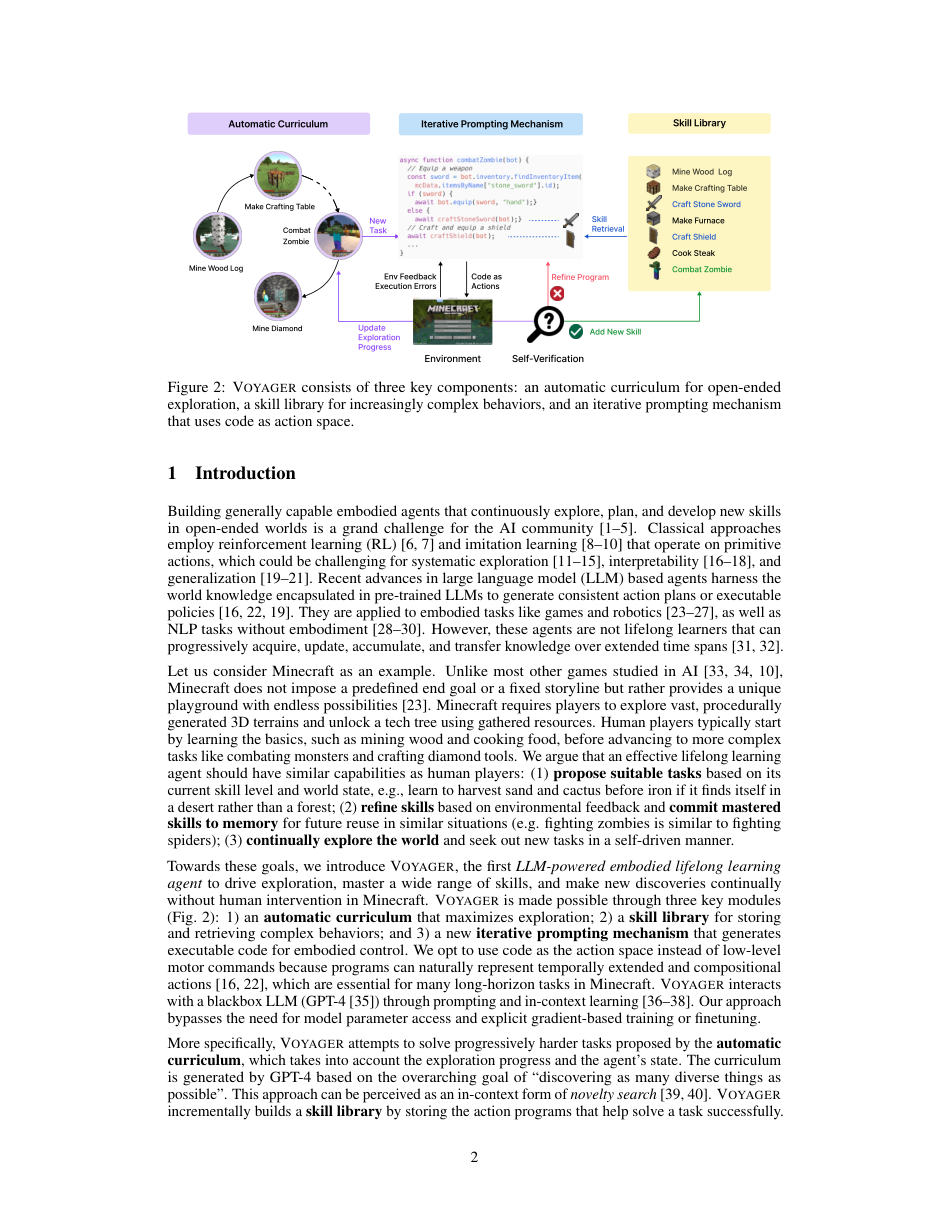 Automatic Curriculum
Iterative Prompting Mechanism
Skill Library
Make Crafting Table
Combat
Zombie
Mine Wood Log
Mine Diamond
New
Task
async function combatZombie(bot) {
// Equip a weapon
const sword = bot.inventory.findInventoryItem(
mcData.itemsByName["stone_sword"].id);
if (sword) {
await bot.equip(sword, "hand");}
else {
await craftStoneSword(bot);}
// Craft and equip a shield
await craftShield(bot);
...
}
Skill
Retrieval
Mine Wood Log
Make Crafting Table
Craft Stone Sword
Make Furnace
Craft Shield
Cook Steak
Combat Zombie
Env Feedback
Execution Errors
Code as
Actions
Refine Program
MINECRAFT
Update
Exploration
Progress
Add New Skill
Environment
Self-Verification
Figure 2: VOYAGER consists of three key components: an automatic curriculum for open-ended
exploration, a skill library for increasingly complex behaviors, and an iterative prompting mechanism
that uses code as action space.
1 Introduction
Building generally capable embodied agents that continuously explore, plan, and develop new skills
in open-ended worlds is a grand challenge for the AI community [1–5]. Classical approaches
employ reinforcement learning (RL) [6, 7] and imitation learning [8–10] that operate on primitive
actions, which could be challenging for systematic exploration [11–15], interpretability [16–18], and
generalization [19–21]. Recent advances in large language model (LLM) based agents harness the
world knowledge encapsulated in pre-trained LLMs to generate consistent action plans or executable
policies [16, 22, 19]. They are applied to embodied tasks like games and robotics [23–27], as well as
NLP tasks without embodiment [28–30]. However, these agents are not lifelong learners that can
progressively acquire, update, accumulate, and transfer knowledge over extended time spans [31, 32].
Let us consider Minecraft as an example. Unlike most other games studied in AI [33, 34, 10],
Minecraft does not impose a predefined end goal or a fixed storyline but rather provides a unique
playground with endless possibilities [23]. Minecraft requires players to explore vast, procedurally
generated 3D terrains and unlock a tech tree using gathered resources. Human players typically start
by learning the basics, such as mining wood and cooking food, before advancing to more complex
tasks like combating monsters and crafting diamond tools. We argue that an effective lifelong learning
agent should have similar capabilities as human players: (1) propose suitable tasks based on its
current skill level and world state, e.g., learn to harvest sand and cactus before iron if it finds itself in
a desert rather than a forest; (2) refine skills based on environmental feedback and commit mastered
skills to memory for future reuse in similar situations (e.g. fighting zombies is similar to fighting
spiders); (3) continually explore the world and seek out new tasks in a self-driven manner.
Towards these goals, we introduce VOYAGER, the first LLM-powered embodied lifelong learning
agent to drive exploration, master a wide range of skills, and make new discoveries continually
without human intervention in Minecraft. VOYAGER is made possible through three key modules
(Fig. 2): 1) an automatic curriculum that maximizes exploration; 2) a skill library for storing
and retrieving complex behaviors; and 3) a new iterative prompting mechanism that generates
executable code for embodied control. We opt to use code as the action space instead of low-level
motor commands because programs can naturally represent temporally extended and compositional
actions [16, 22], which are essential for many long-horizon tasks in Minecraft. VOYAGER interacts
with a blackbox LLM (GPT-4 [35]) through prompting and in-context learning [36–38]. Our approach
bypasses the need for model parameter access and explicit gradient-based training or finetuning.
More specifically, VOYAGER attempts to solve progressively harder tasks proposed by the automatic
curriculum, which takes into account the exploration progress and the agent's state. The curriculum
is generated by GPT-4 based on the overarching goal of “discovering as many diverse things as
possible”. This approach can be perceived as an in-context form of novelty search [39, 40]. VOYAGER
incrementally builds a skill library by storing the action programs that help solve a task successfully.
2